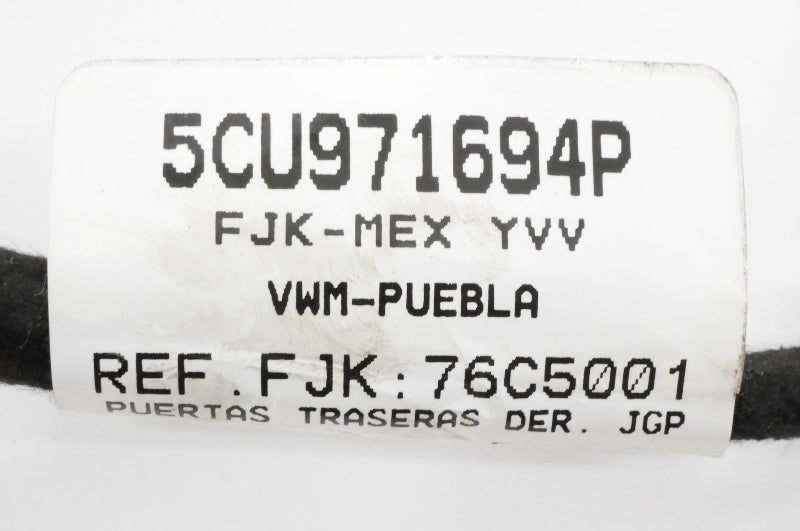 5CU971694P
FJK-MEX YVV
VWM-PUEBLA
REF.FJK:76C5001
PUERTAS TRASERAS DER. JGP